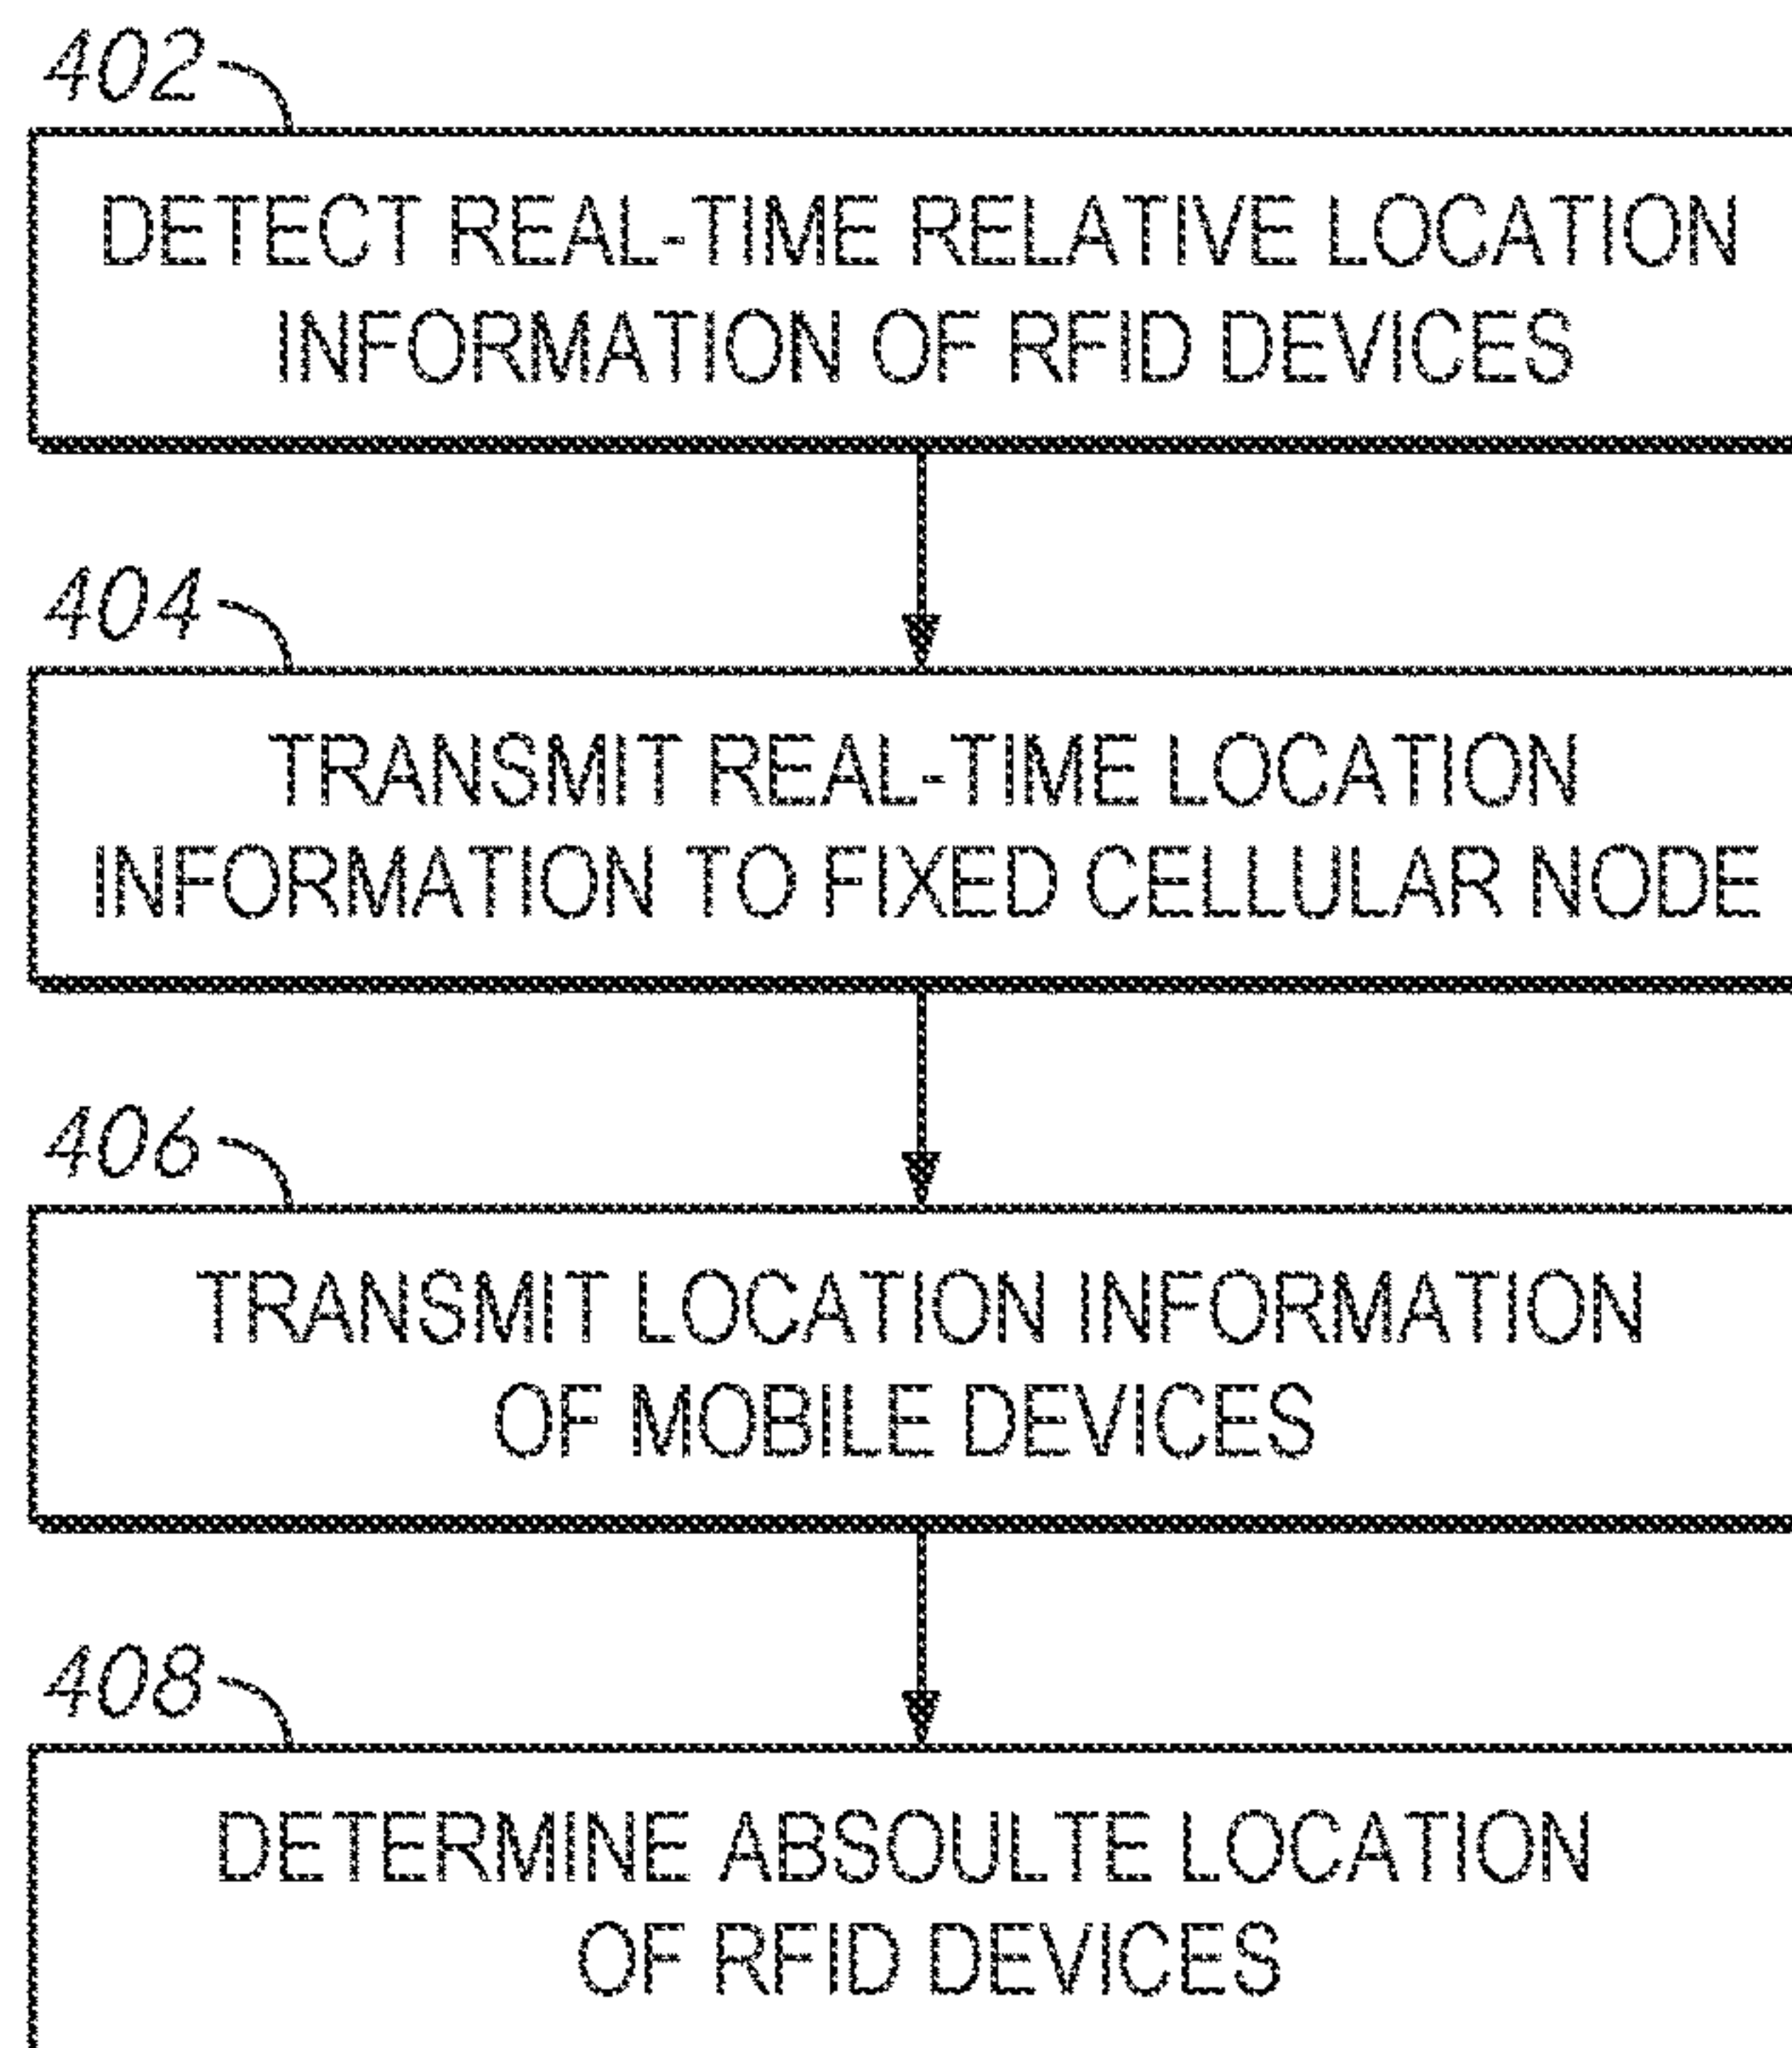 402
DETECT REAL-TIME RELATIVE LOCATION
INFORMATION OF RFID DEVICES
404
TRANSMIT REAL-TIME LOCATION
INFORMATION TO FIXED CELLULAR NODE
406
TRANSMIT LOCATION INFORMATION
OF MOBILE DEVICES
408
DETERMINE ABSOULTE LOCATION
OF RFID DEVICES